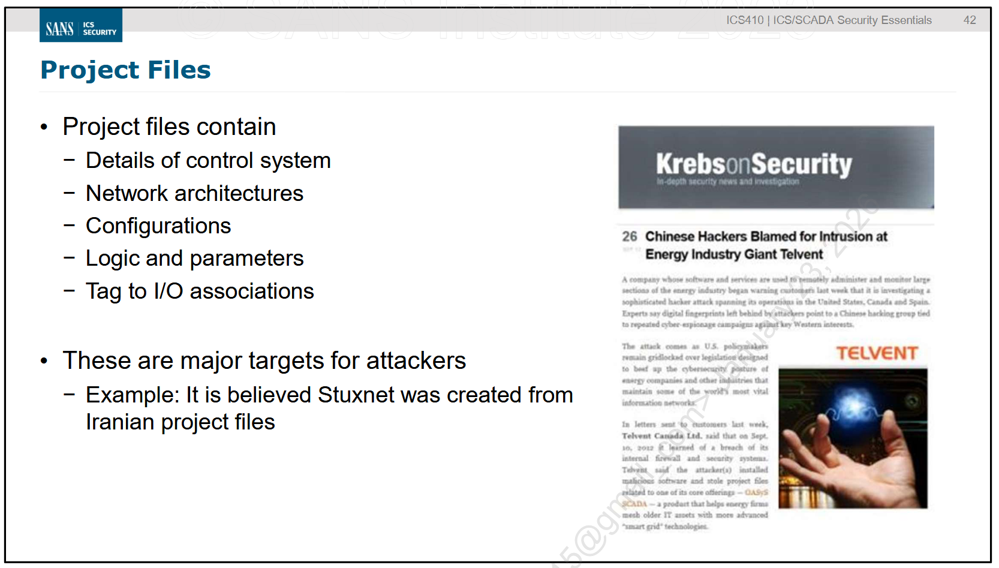 © SANS Institute 2026
SANS
ICS
SECURITY
ICS410 | ICS/SCADA Security Essentials
42
Project Files
• Project files contain
− Details of control system
− Network architectures
− Configurations
− Logic and parameters
− Tag to I/O associations
• These are major targets for attackers
− Example: It is believed Stuxnet was created from
Iranian project files
KrebsonSecurity
In-depth security news and investigation
26 Chinese Hackers Blamed for Intrusion at
Energy Industry Giant Telvent
A company whose software and services are used to remotely administer and monitor large
sections of the energy industry began warning customers last week that it is investigating a
sophisticated hacker attack spanning its operations in the United States, Canada and Spain.
Experts say digital fingerprints left behind by attackers point to a Chinese hacking group tied
to repeated cyber-espionage campaigns against key Western interests.
The attack comes as U.S. policymakers
remain gridlocked over legislation designed
to beef up the cybersecurity posture of
energy companies and other industries that
maintain some of the world's most vital
information networks.
TELVENT
In letters sent to customers last week,
Telvent Canada Ltd. said that on Sept.
10, 2012 it learned of a breach of its
internal firewall and security systems.
Telvent said the attacker(s) installed
malicious software and stole project files
related to one of its core offerings — OASyS
SCADA — a product that helps energy firms
mesh older IT assets with more advanced
"smart grid" technologies.
15@gmail_com> January 23, 2026